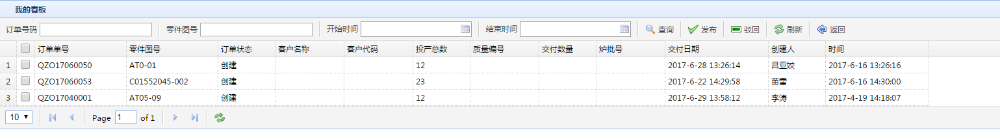 我的看板
订单号码 零件图号 开始时间 结束时间 查询 发布 驳回 刷新 返回
订单单号 零件图号 订单状态 客户名称 客户代码 投产总数 质量编号 交付数量 炉批号 交付日期 创建人 时间
1 QZO17060050 AT0-01 创建 12 2017-6-28 13:26:14 吕亚姣 2017-6-16 13:26:16
2 QZO17060053 C01552045-002 创建 23 2017-6-22 14:29:58 苗雷 2017-6-16 14:30:00
3 QZO17040001 AT05-09 创建 12 2017-6-29 13:58:12 李涛 2017-4-19 14:18:07
10 Page 1 of 1